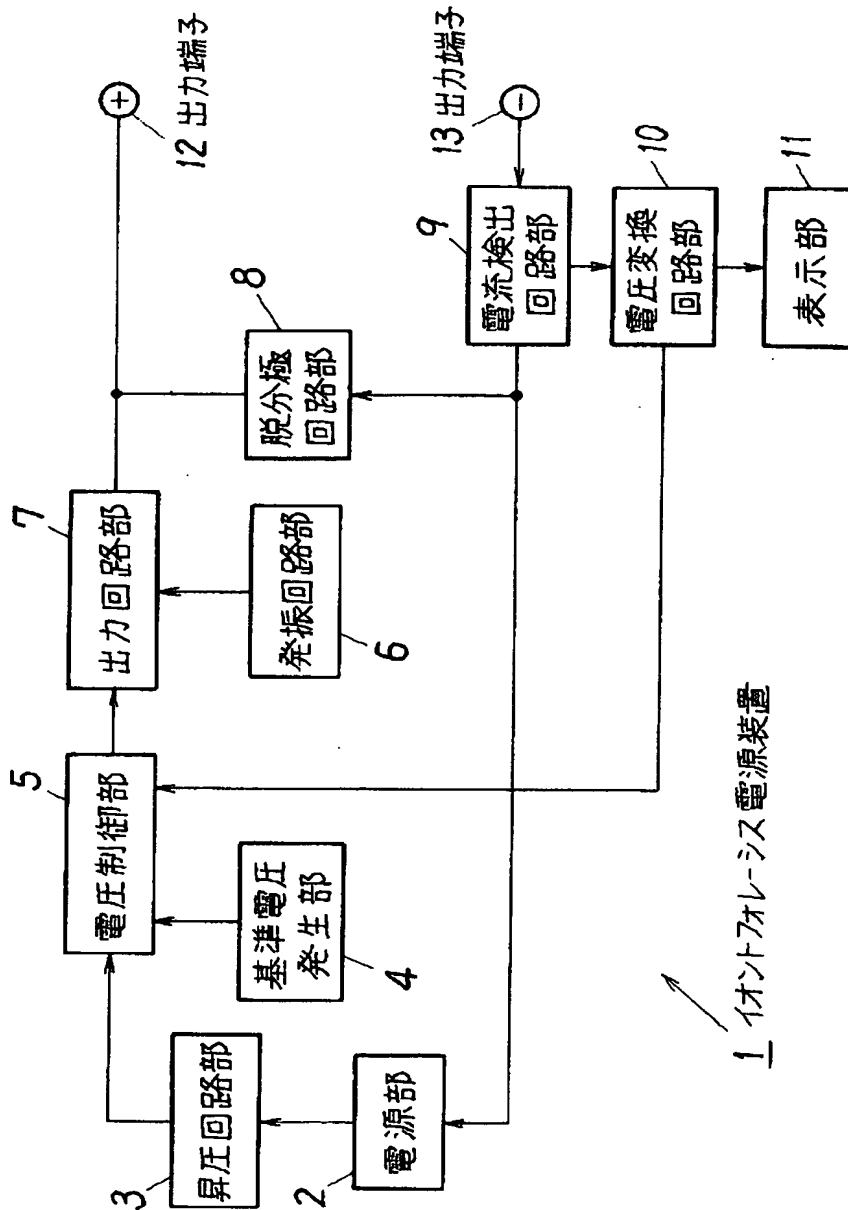 3
昇圧回路部
2
電源部
5
電圧制御部
基準電圧
発生部
4
7
出力回路部
発振回路部
6
8
脱分極
回路部
12 出力端子
+
13 出力端子
−
9
電流検出
回路部
10
電圧変換
回路部
11
表示部
1 イオントフォレーシス電源装置